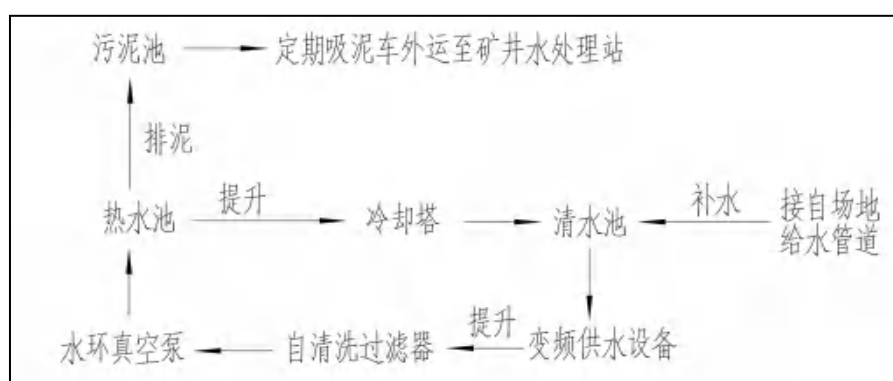 污泥池
定期吸泥车外运至矿井水处理站
排泥
热水池
提升
冷却塔
清水池
补水
接自场地
给水管道
水环真空泵
自清洗过滤器
提升
变频供水设备